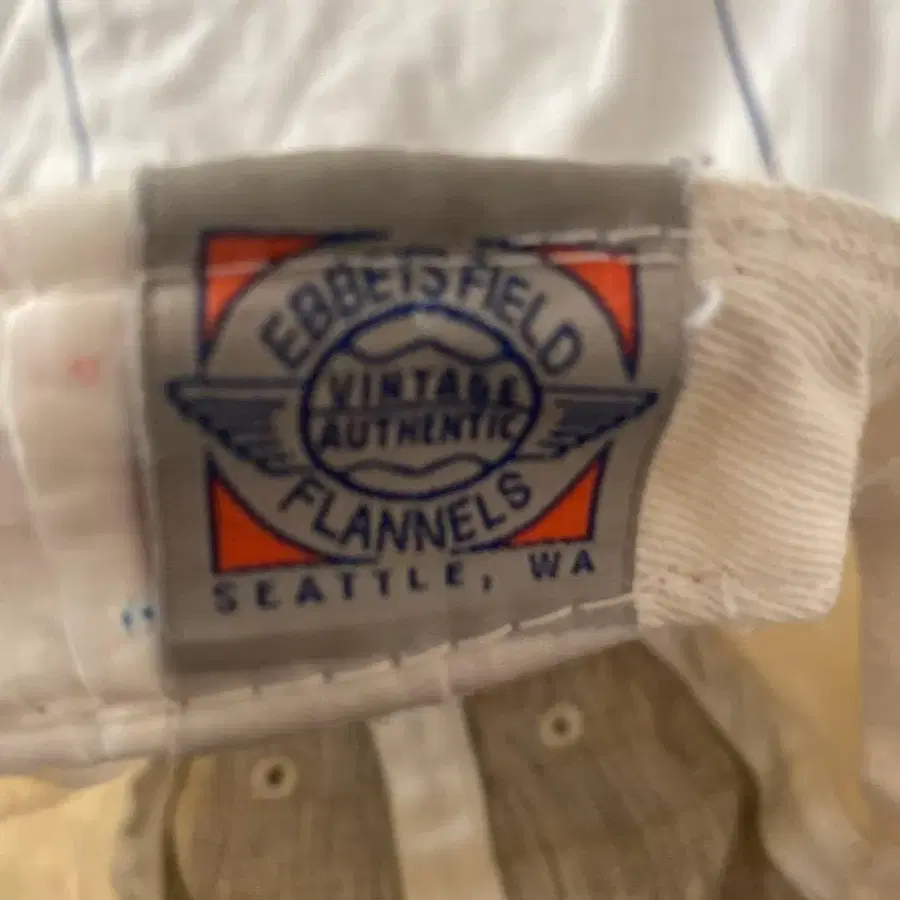 EBBETS FIELD
VINTAGE
AUTHENTIC
FLANNELS
SEATTLE, WA